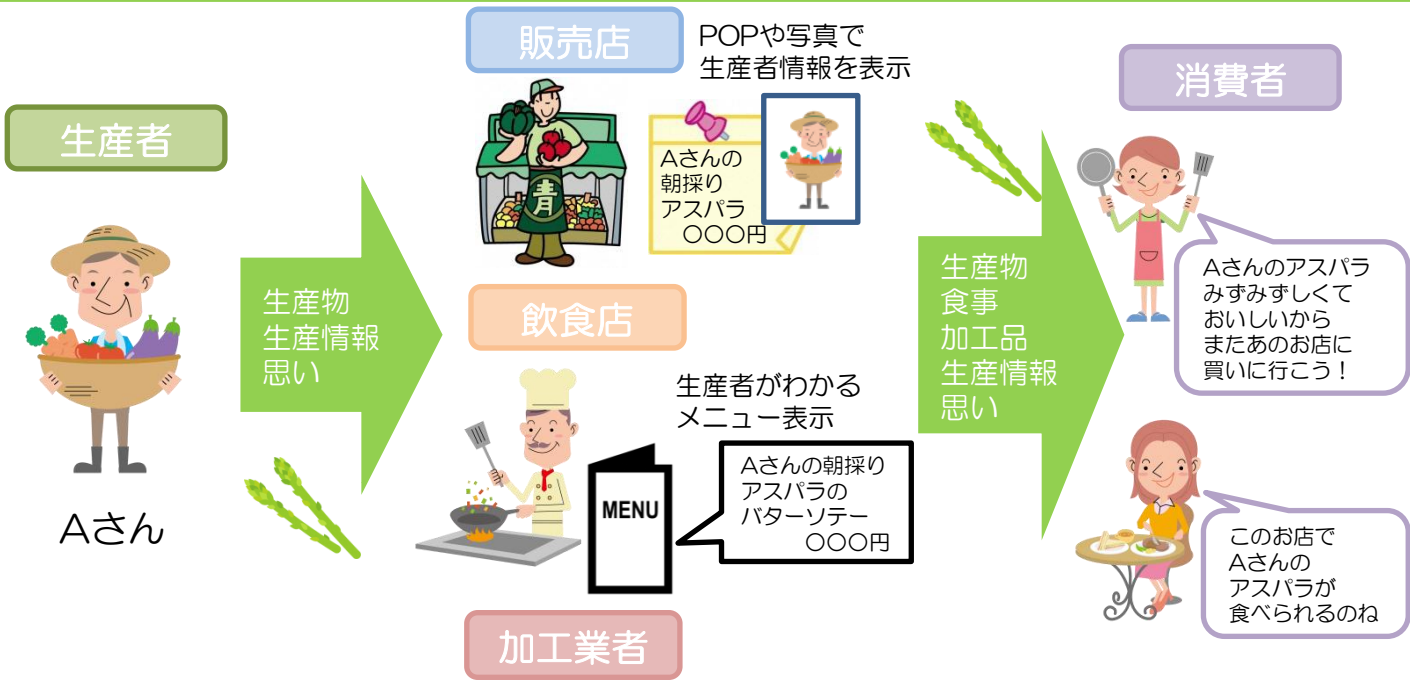 生産者
Aさん
生産物
生産情報
思い
販売店
POPや写真で
生産者情報を表示
青
Aさんの
朝採り
アスパラ
〇〇〇円
飲食店
生産者がわかる
メニュー表示
MENU
Aさんの朝採り
アスパラの
バターソテー
〇〇〇円
加工業者
生産物
食事
加工品
生産情報
思い
消費者
Aさんのアスパラ
みずみずしくて
おいしいから
またあのお店に
買いに行こう！
このお店で
Aさんの
アスパラが
食べられるのね